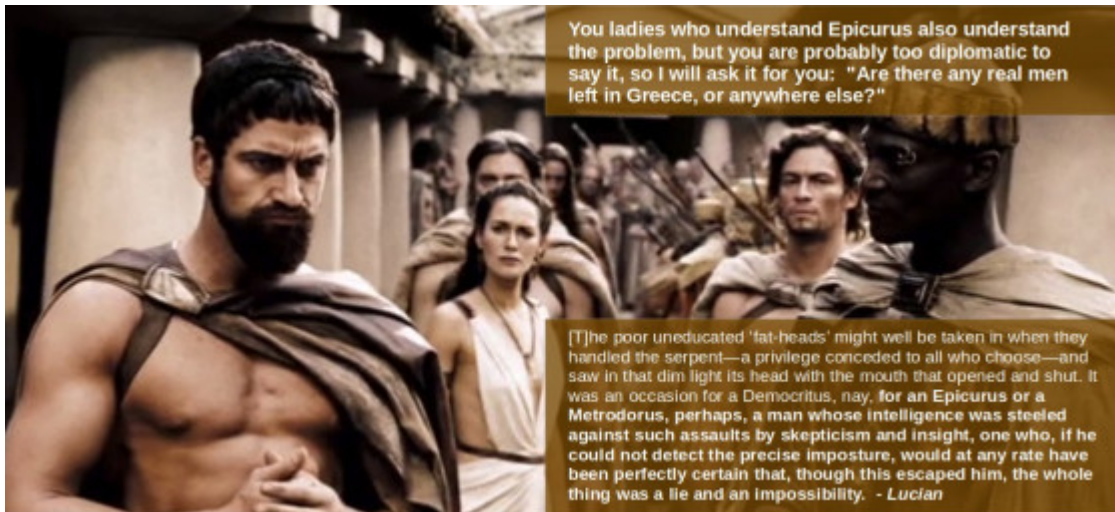 You ladies who understand Epicurus also understand
the problem, but you are probably too diplomatic to
say it, so I will ask it for you:  "Are there any real men
left in Greece, or anywhere else?"
[T]he poor uneducated 'fat-heads' might well be taken in when they
handled the serpent—a privilege conceded to all who choose—and
saw in that dim light its head with the mouth that opened and shut. It
was an occasion for a Democritus, nay, for an Epicurus or a
Metrodorus, perhaps, a man whose intelligence was steeled
against such assaults by skepticism and insight, one who, if he
could not detect the precise imposture, would at any rate have
been perfectly certain that, though this escaped him, the whole
thing was a lie and an impossibility.  - Lucian